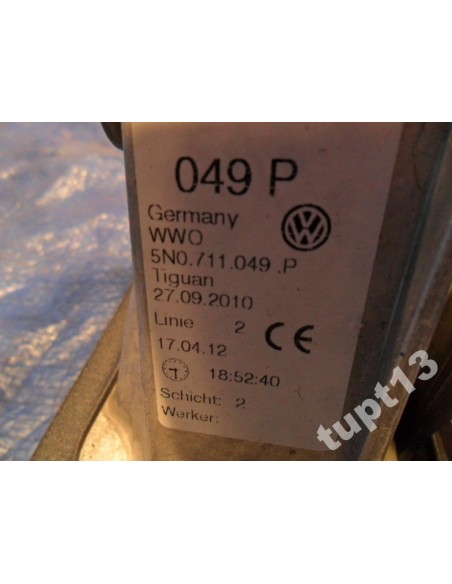 049 P
Germany
WWO
5N0.711.049 .P
Tiguan
27.09.2010
Linie 2 CE
17.04.12
18:52:40
Schicht: 2
Werker:
tupt13